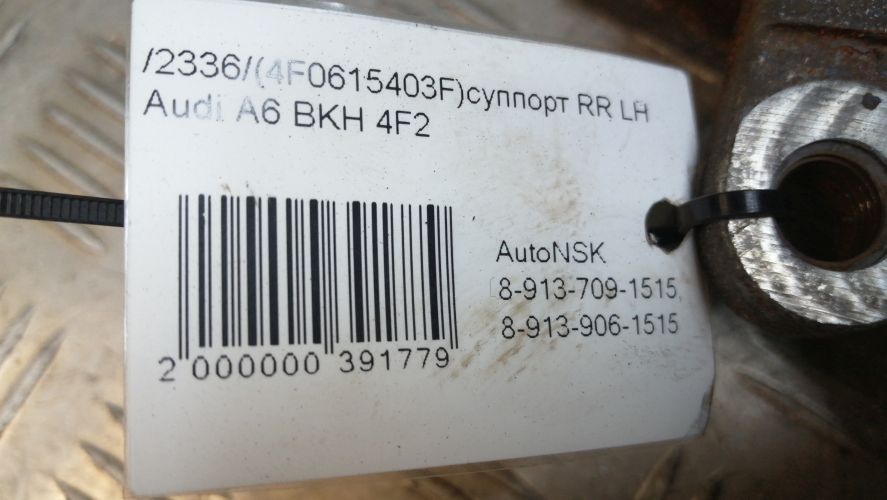 /2336/(4F0615403F)суппорт RR LH
Audi A6 BKH 4F2
AutoNSK
8-913-709-1515,
8-913-906-1515
2 000000 391779